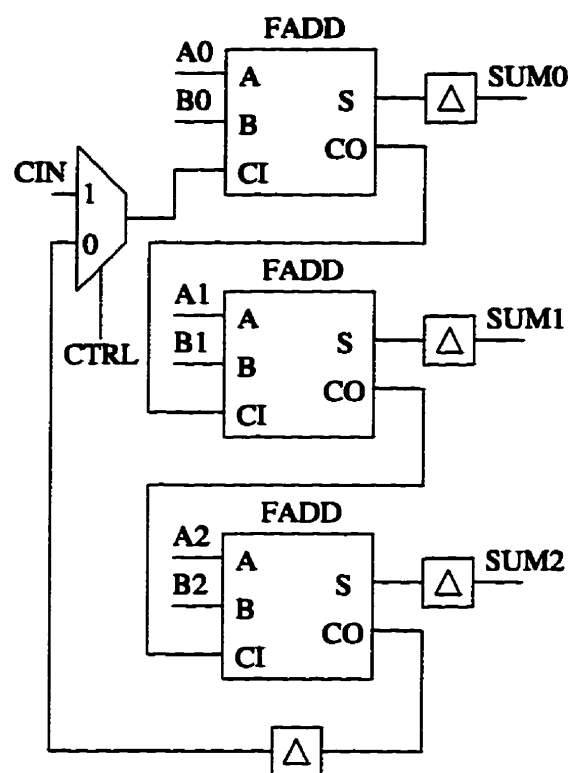 FADD
A0
A
SUM0
S
B0
B
CO
CIN
1
CI
0
FADD
A1
A
SUM1
S
CTRL
B1
B
CO
CI
FADD
A2
A
SUM2
S
B2
B
CO
CI